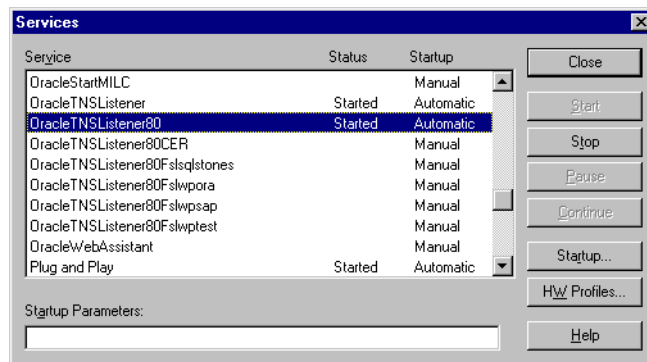 Services
Service Status Startup
OracleStartMILC Manual
OracleTNSListener Started Automatic
OracleTNSListener80 Started Automatic
OracleTNSListener80CER Manual
OracleTNSListener80Fslsqlstones Manual
OracleTNSListener80Fslwpora Manual
OracleTNSListener80Fslwpsap Manual
OracleTNSListener80Fslwptest Manual
OracleWebAssistant Manual
Plug and Play Started Automatic
Startup Parameters:
Close
Start
Stop
Pause
Continue
Startup...
HW Profiles...
Help